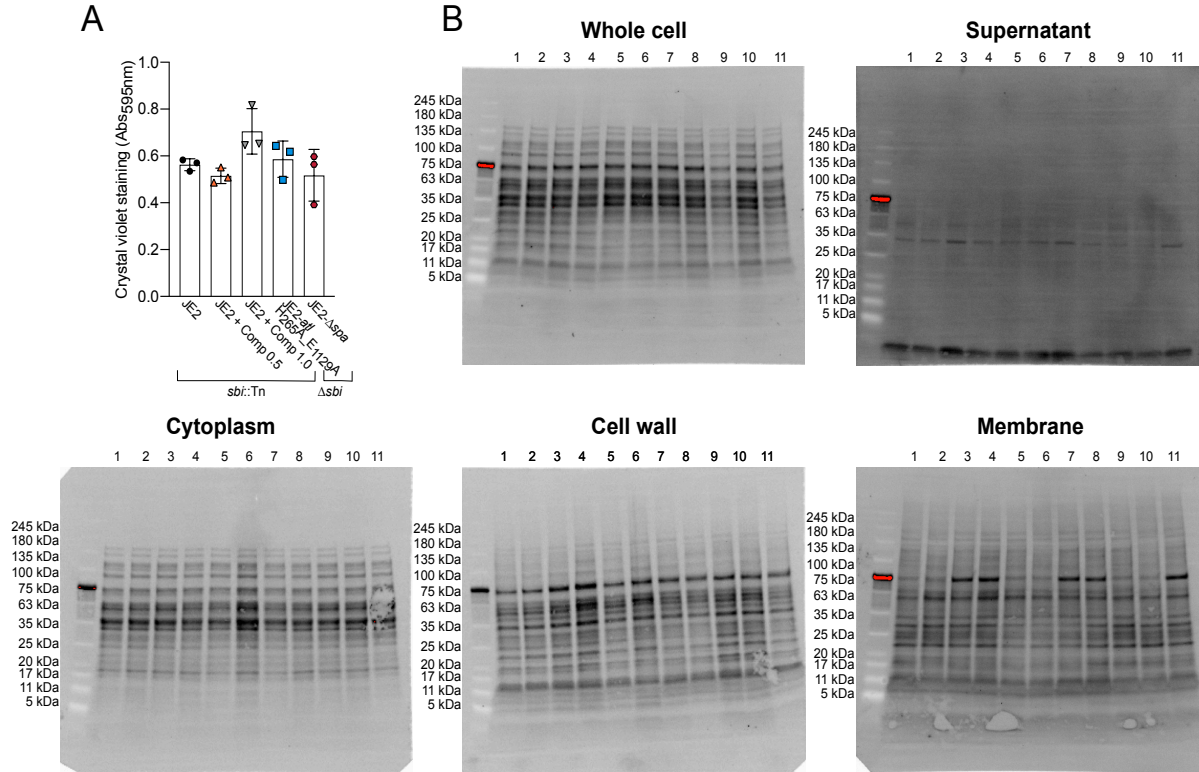 A
Crystal violet staining (Abs595nm)
1.0
0.8
0.6
0.4
0.2
0.0
JE2
JE2 + Comp 0.5
JE2 + Comp 1.0
JE2-atl
H265A_E1129A
JE2-Δspa
sbi::Tn
Δsbi
B
Whole cell
1 2 3 4 5 6 7 8 9 10 11
245 kDa
180 kDa
135 kDa
100 kDa
75 kDa
63 kDa
35 kDa
25 kDa
20 kDa
17 kDa
11 kDa
5 kDa
Supernatant
1 2 3 4 5 6 7 8 9 10 11
245 kDa
180 kDa
135 kDa
100 kDa
75 kDa
63 kDa
35 kDa
25 kDa
20 kDa
17 kDa
11 kDa
5 kDa
Cytoplasm
1 2 3 4 5 6 7 8 9 10 11
245 kDa
180 kDa
135 kDa
100 kDa
75 kDa
63 kDa
35 kDa
25 kDa
20 kDa
17 kDa
11 kDa
5 kDa
Cell wall
1 2 3 4 5 6 7 8 9 10 11
245 kDa
180 kDa
135 kDa
100 kDa
75 kDa
63 kDa
35 kDa
25 kDa
20 kDa
17 kDa
11 kDa
5 kDa
Membrane
1 2 3 4 5 6 7 8 9 10 11
245 kDa
180 kDa
135 kDa
100 kDa
75 kDa
63 kDa
35 kDa
25 kDa
20 kDa
17 kDa
11 kDa
5 kDa